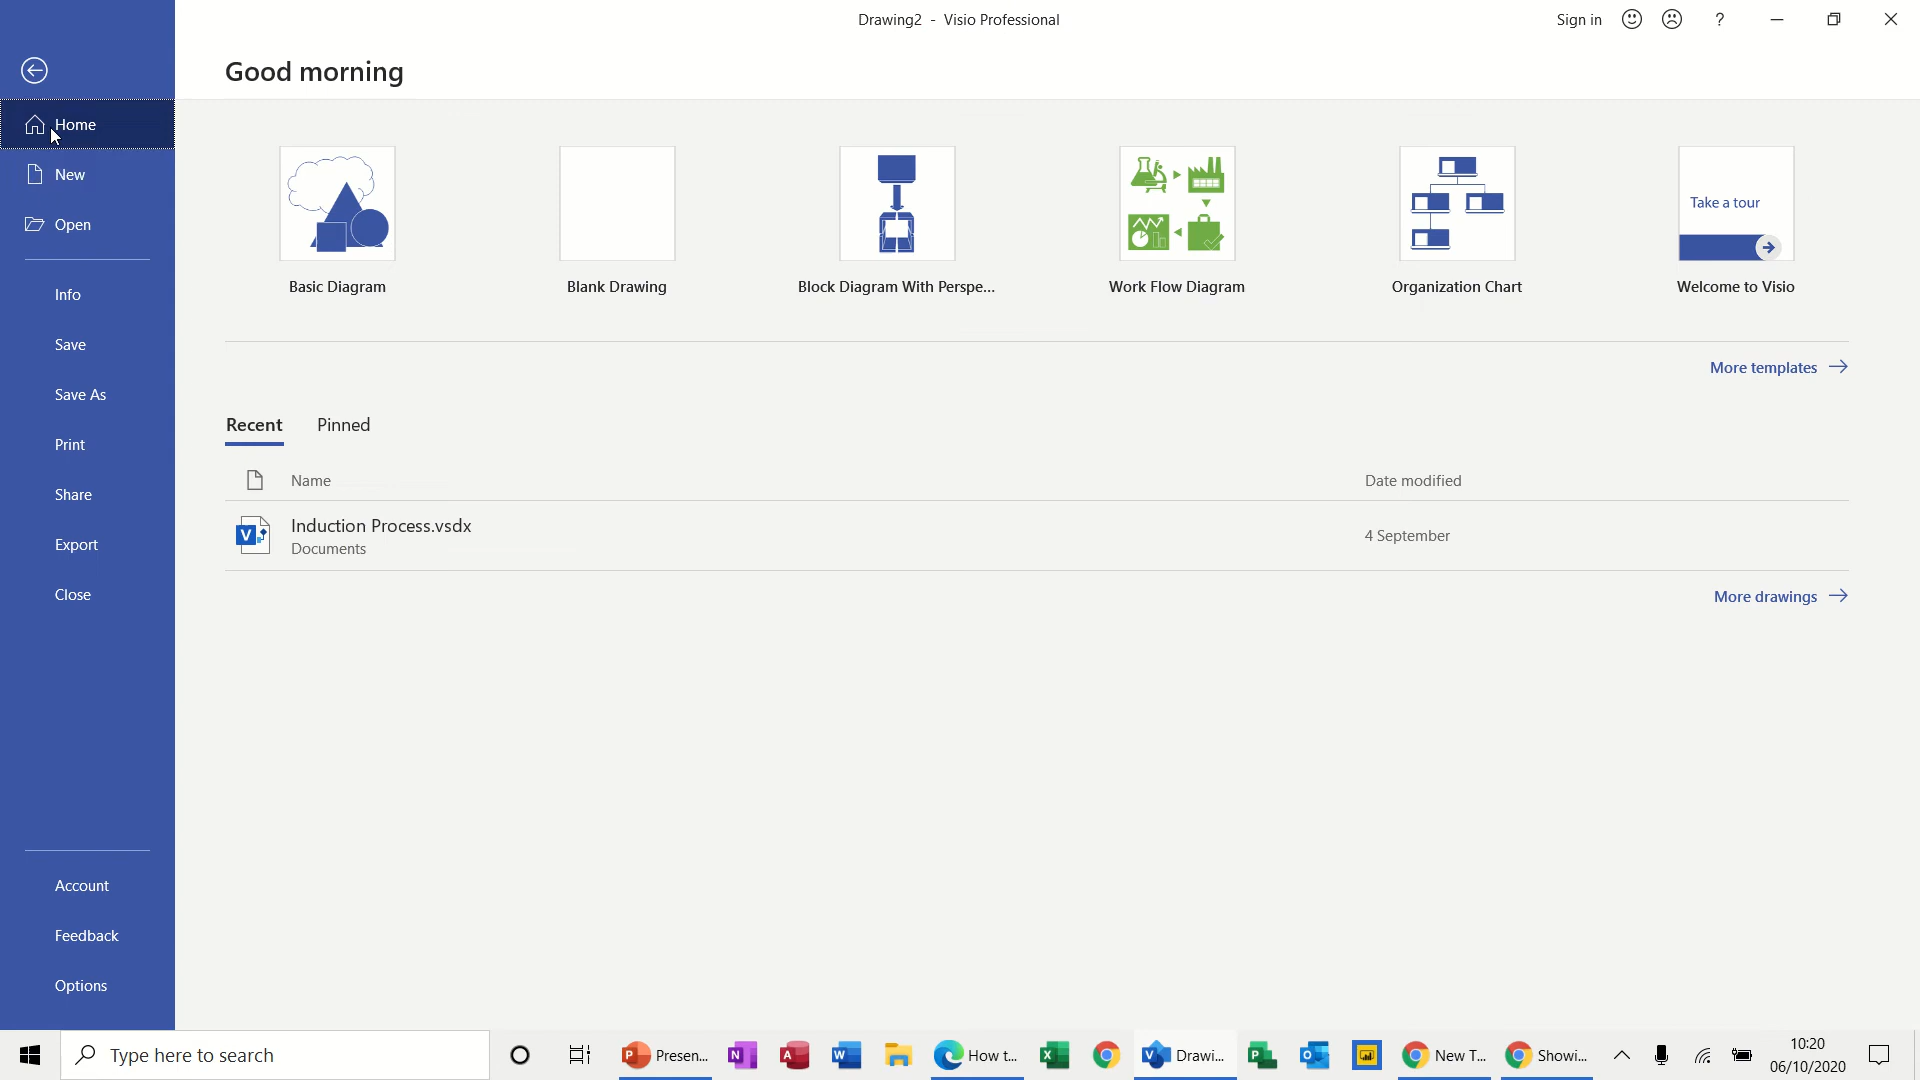 Drawing2 - Visio Professional
Sign in
?
Good morning
Home
New
Open
Info
Save
Save As
Print
Share
Export
Close
Account
Feedback
Options
Take a tour
Basic Diagram
Blank Drawing
Block Diagram With Perspe...
Work Flow Diagram
Organization Chart
Welcome to Visio
More templates
Recent
Pinned
Name
Date modified
V
Induction Process.vsdx
Documents
4 September
More drawings
Type here to search
P
Presen...
N
A
W
How t...
X
V
Drawi...
P
O
New T...
Showi...
10:20
06/10/2020